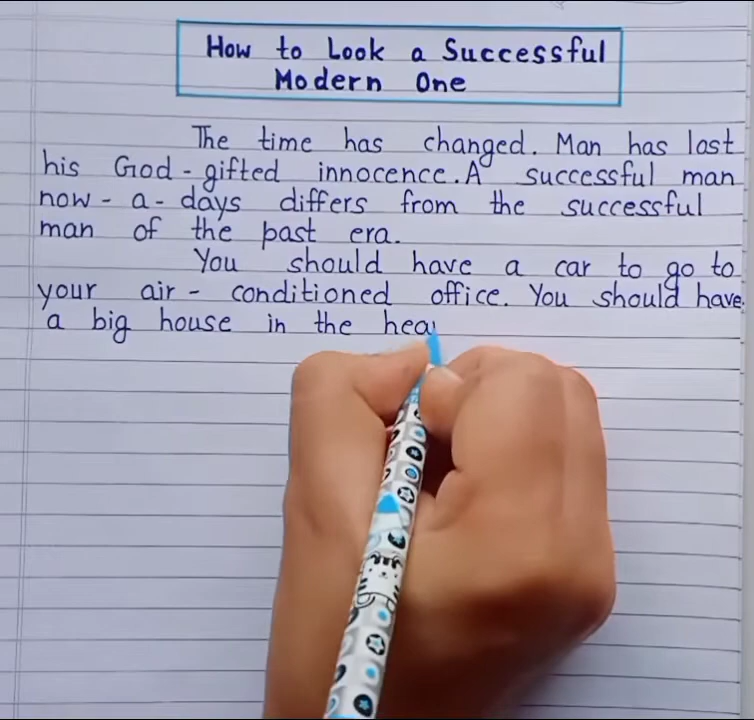 How to Look a Successful
Modern One
The time has changed. Man has lost
his God-gifted innocence. A successful man
now-a-days differs from the successful
man of the past era.
You should have a car to go to
your air-conditioned office. You should have
a big house in the hea